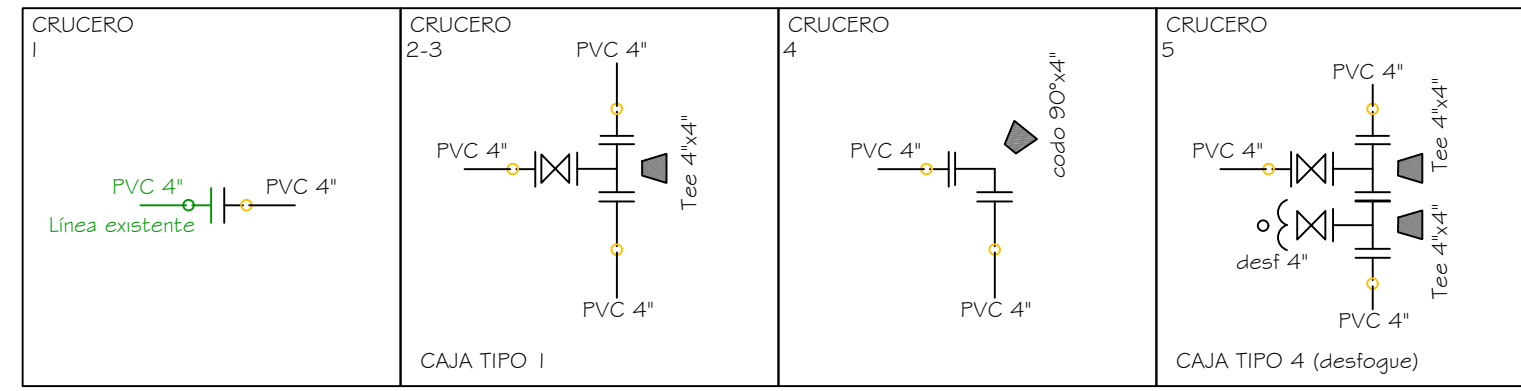 CRUCERO
1
PVC 4"
PVC 4"
Línea existente
CRUCERO
2-3
PVC 4"
PVC 4"
Tee 4"x4"
PVC 4"
CAJA TIPO 1
CRUCERO
4
codo 90°x4"
PVC 4"
PVC 4"
CRUCERO
5
PVC 4"
Tee 4"x4"
PVC 4"
desf 4"
Tee 4"x4"
PVC 4"
CAJA TIPO 4 (desfogue)